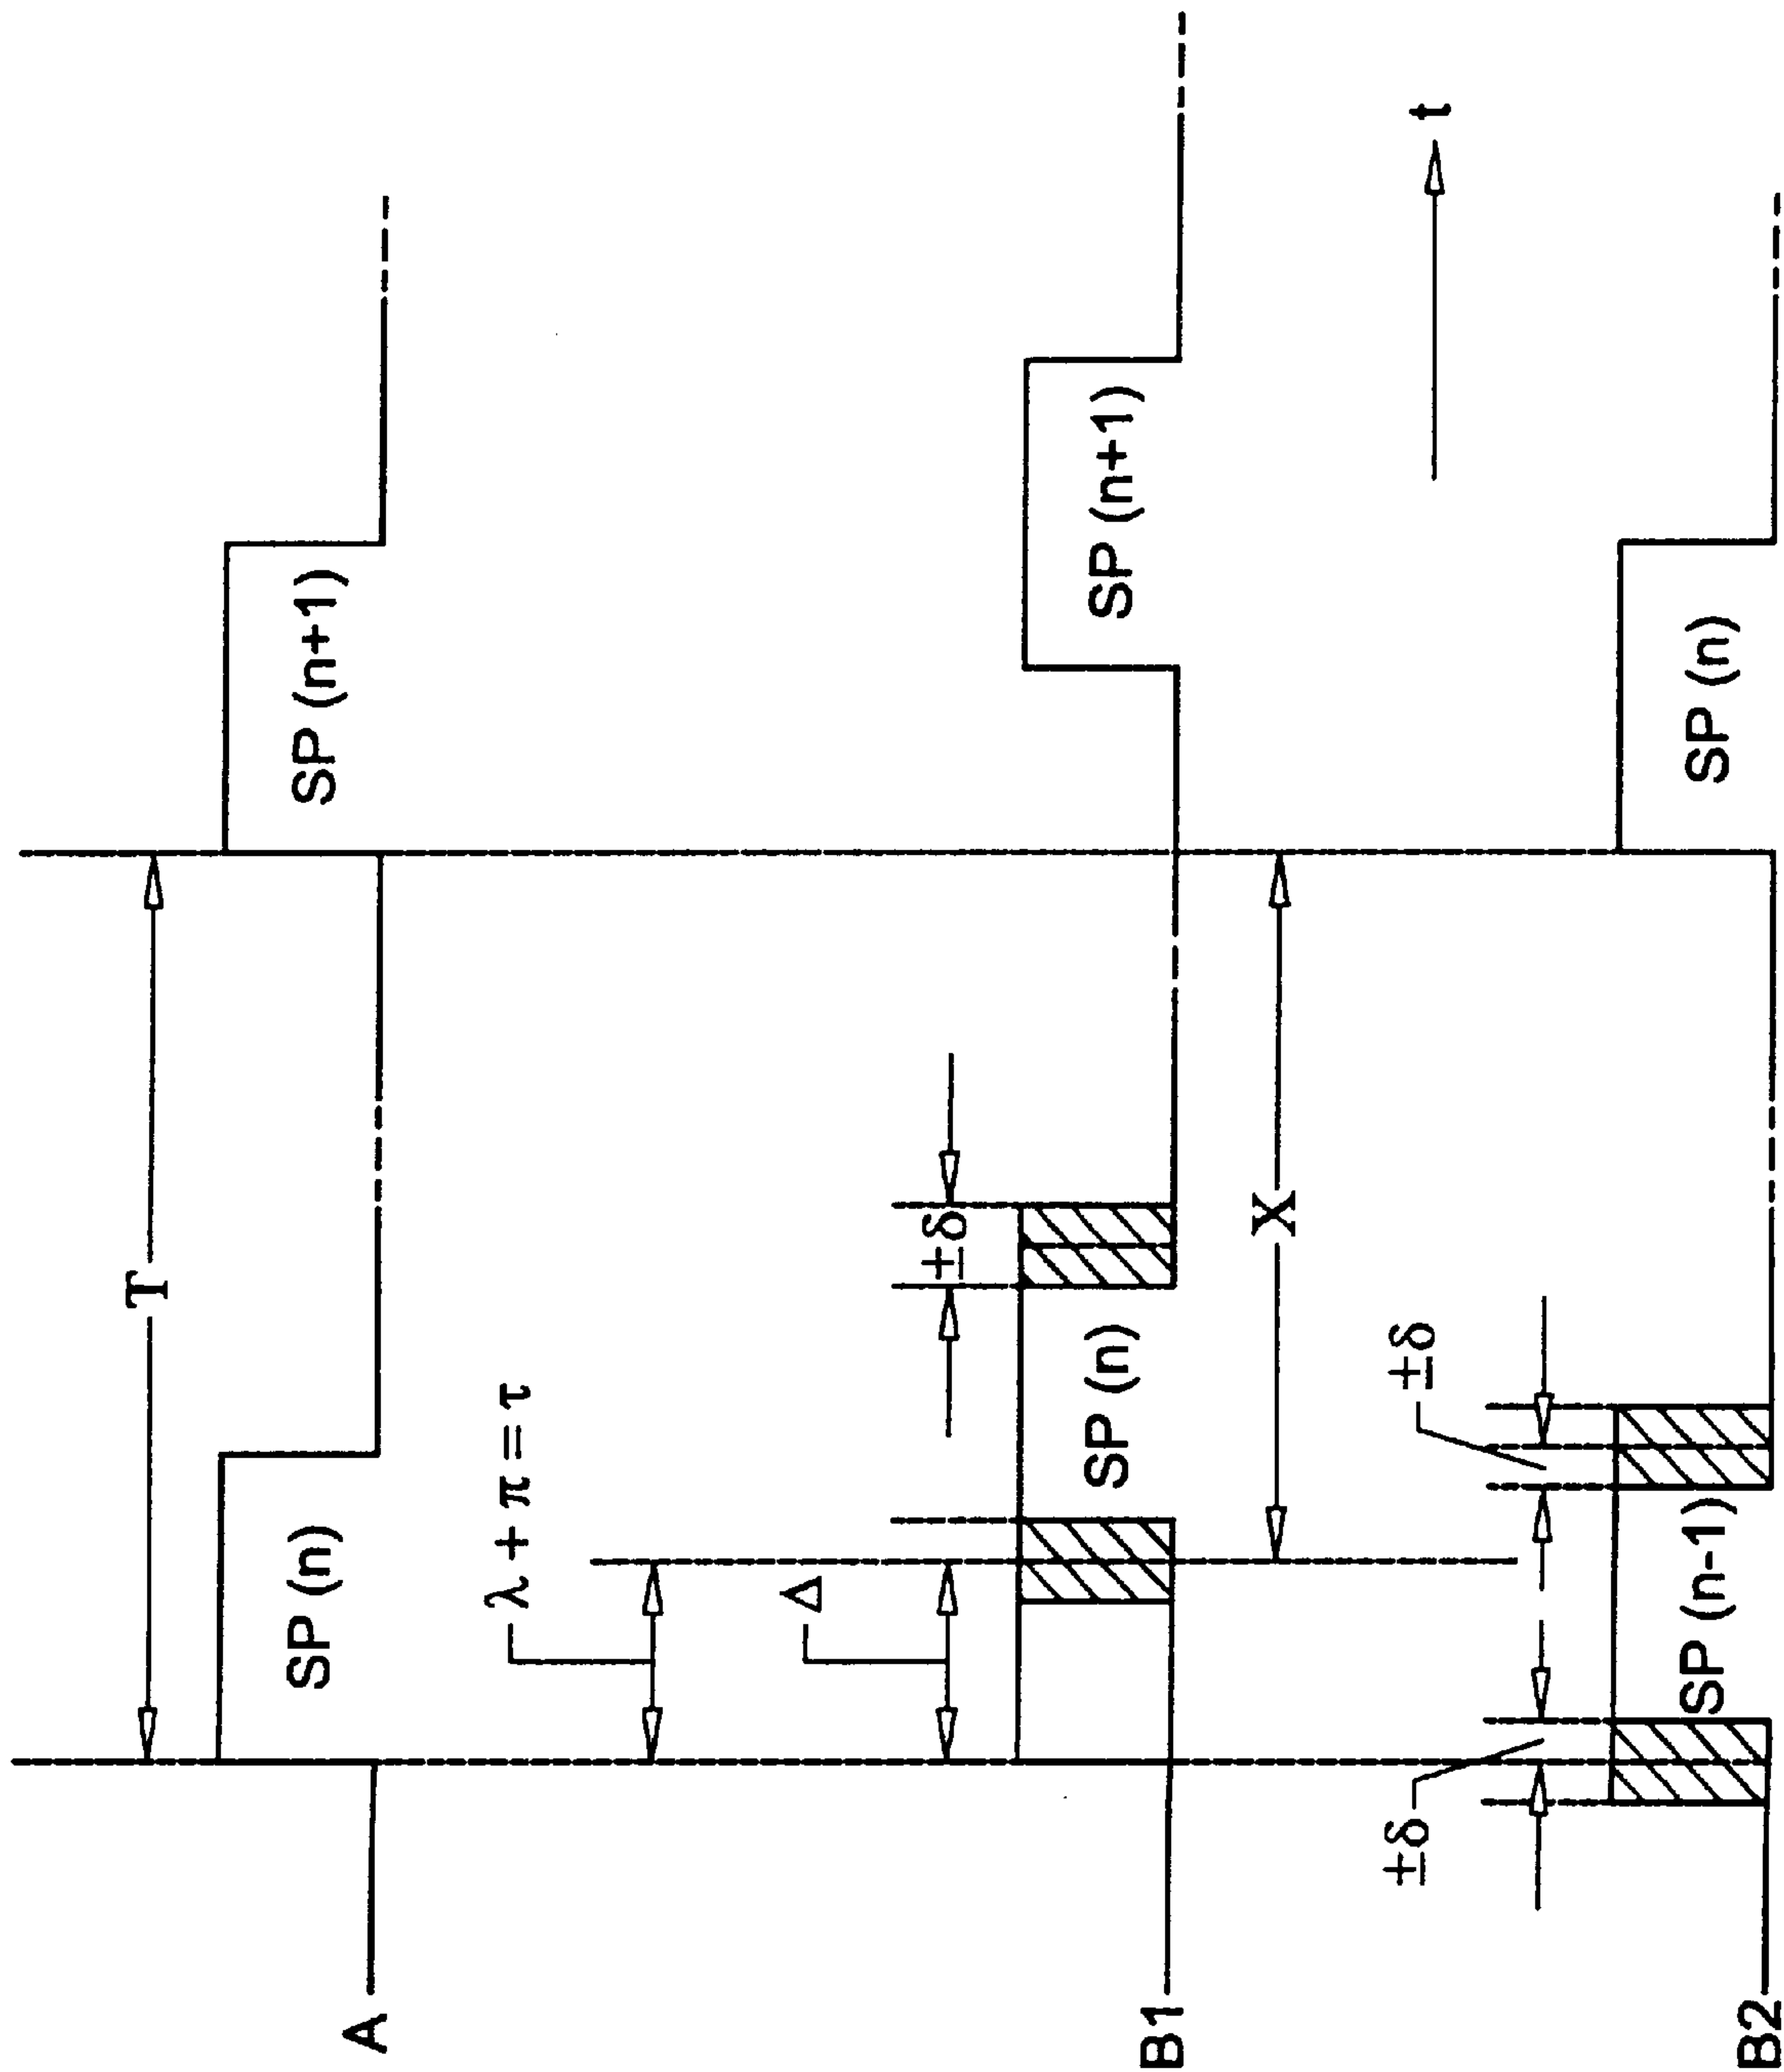 T
SP (n)
SP (n+1)
A
λ + π = τ
Δ
±δ
SP (n)
SP (n+1)
B1
X
t
±δ
±δ
SP (n-1)
SP (n)
B2